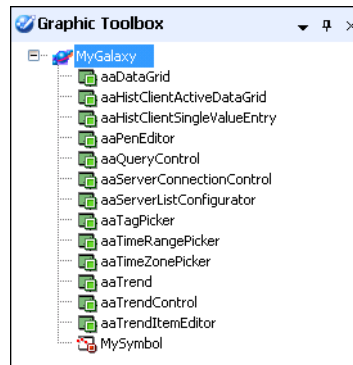 Graphic Toolbox
MyGalaxy
aaDataGrid
aaHistClientActiveDataGrid
aaHistClientSingleValueEntry
aaPenEditor
aaQueryControl
aaServerConnectionControl
aaServerListConfigurator
aaTagPicker
aaTimeRangePicker
aaTimeZonePicker
aaTrend
aaTrendControl
aaTrendItemEditor
MySymbol